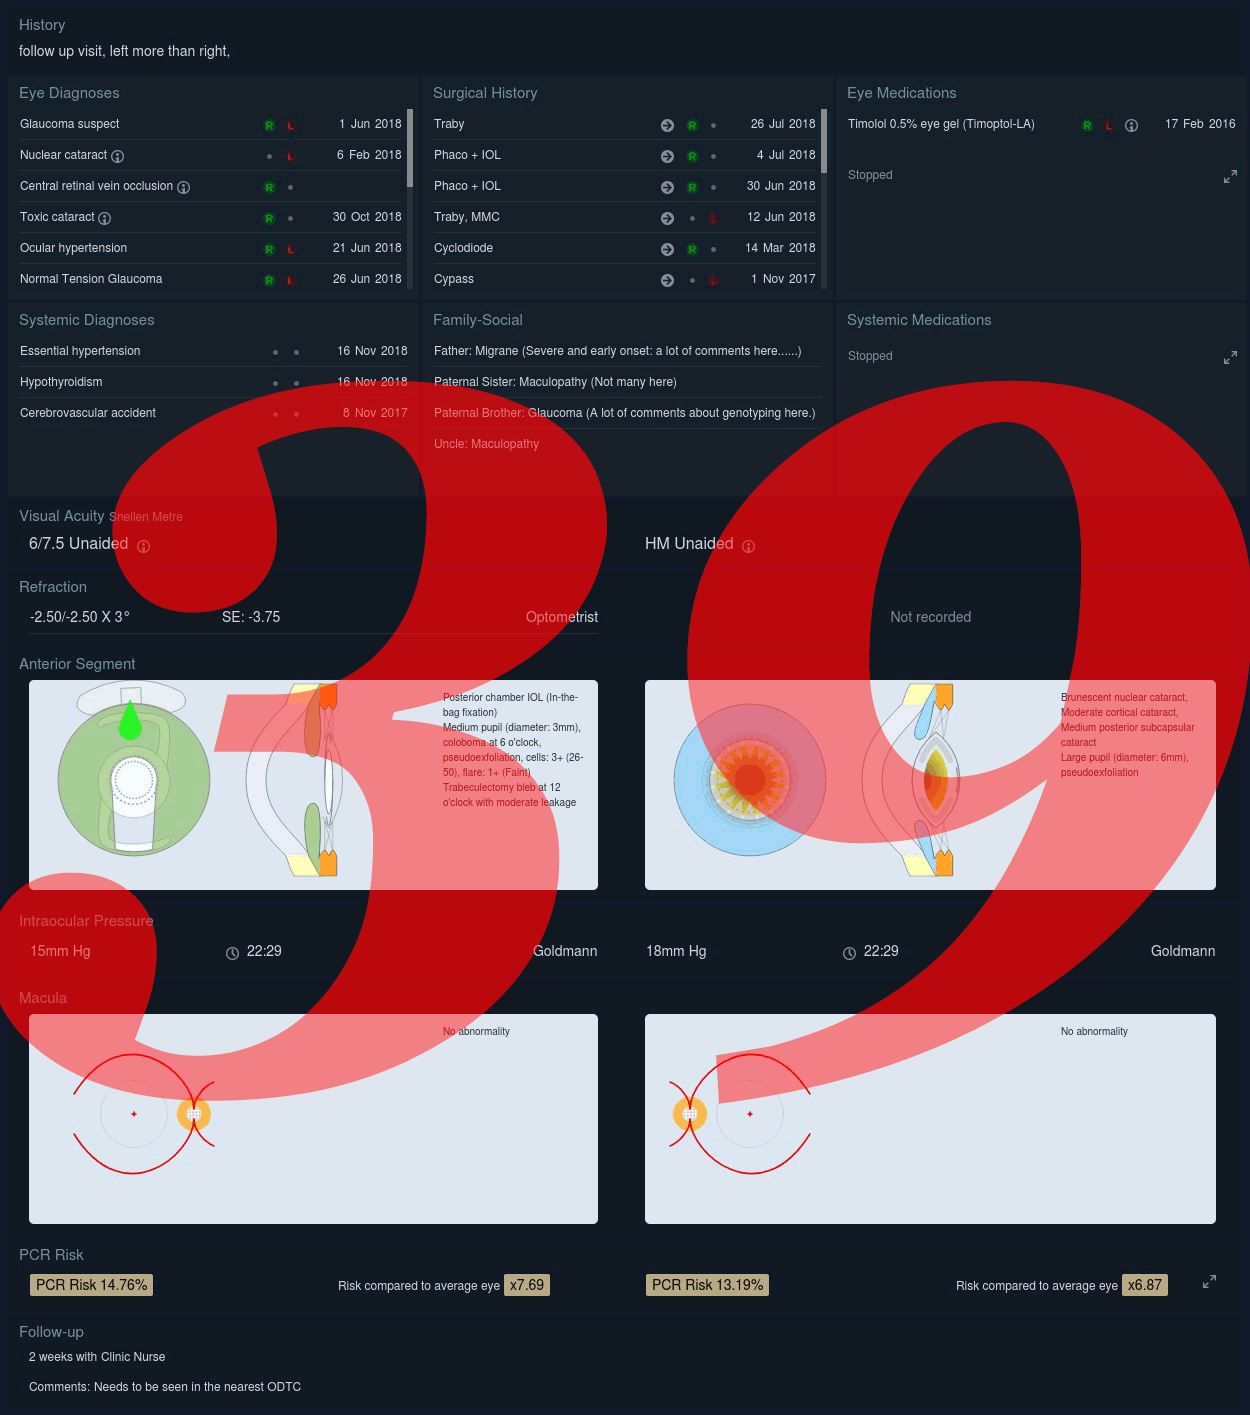 History
follow up visit, left more than right,
Eye Diagnoses
Glaucoma suspect R L 1 Jun 2018
Nuclear cataract L 6 Feb 2018
Central retinal vein occlusion R
Toxic cataract R 30 Oct 2018
Ocular hypertension R L 21 Jun 2018
Normal Tension Glaucoma R L 26 Jun 2018
Surgical History
Traby R 26 Jul 2018
Phaco + IOL R 4 Jul 2018
Phaco + IOL R 30 Jun 2018
Traby, MMC L 12 Jun 2018
Cyclodiode R 14 Mar 2018
Cypass L 1 Nov 2017
Eye Medications
Timolol 0.5% eye gel (Timoptol-LA) R L 17 Feb 2016
Stopped
Systemic Diagnoses
Essential hypertension 16 Nov 2018
Hypothyroidism 16 Nov 2018
Cerebrovascular accident 8 Nov 2017
Family-Social
Father: Migrane (Severe and early onset: a lot of comments here......)
Paternal Sister: Maculopathy (Not many here)
Paternal Brother: Glaucoma (A lot of comments about genotyping here.)
Uncle: Maculopathy
Systemic Medications
Stopped
39
Visual Acuity Snellen Metre
6/7.5 Unaided
HM Unaided
Refraction
-2.50/-2.50 X 3° SE: -3.75 Optometrist
Not recorded
Anterior Segment
Posterior chamber IOL (In-the-
bag fixation)
Medium pupil (diameter: 3mm),
coloboma at 6 o'clock,
pseudoexfoliation, cells: 3+ (26-
50), flare: 1+ (Faint)
Trabeculectomy bleb at 12
o'clock with moderate leakage
Brunescent nuclear cataract,
Moderate cortical cataract,
Medium posterior subcapsular
cataract
Large pupil (diameter: 6mm),
pseudoexfoliation
Intraocular Pressure
15mm Hg 22:29 Goldmann
18mm Hg 22:29 Goldmann
Macula
No abnormality
No abnormality
PCR Risk
PCR Risk 14.76% Risk compared to average eye x7.69
PCR Risk 13.19% Risk compared to average eye x6.87
Follow-up
2 weeks with Clinic Nurse
Comments: Needs to be seen in the nearest ODTC